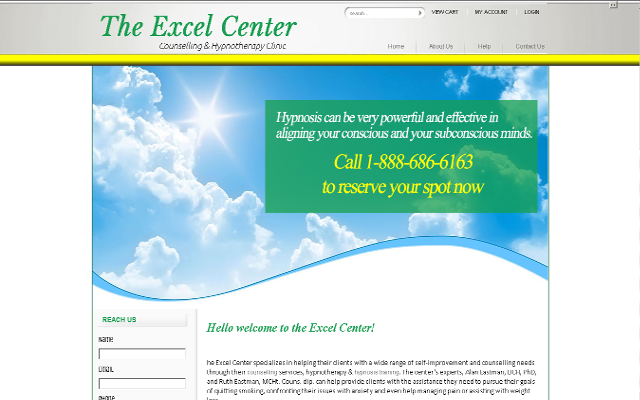 The Excel Center
Counselling & Hypnotherapy Clinic
search...
VIEW CART
MY ACCOUNT
LOGIN
Home
About Us
Help
Contact Us
Hypnosis can be very powerful and effective in
aligning your conscious and your subconscious minds.
Call 1-888-686-6163
to reserve your spot now
REACH US
Name
Email
Phone
Hello welcome to the Excel Center!
he Excel Center specializes in helping their clients with a wide range of self-improvement and counselling needs
through their counselling services, hypnotherapy & hypnosis training. The center's experts, Alan Eastman, DCH, PhD,
and Ruth Eastman, MCHt. Couns. dip. can help provide clients with the assistance they need to pursue their goals
of quitting smoking, confronting their issues with anxiety and even help managing pain or assisting with weight